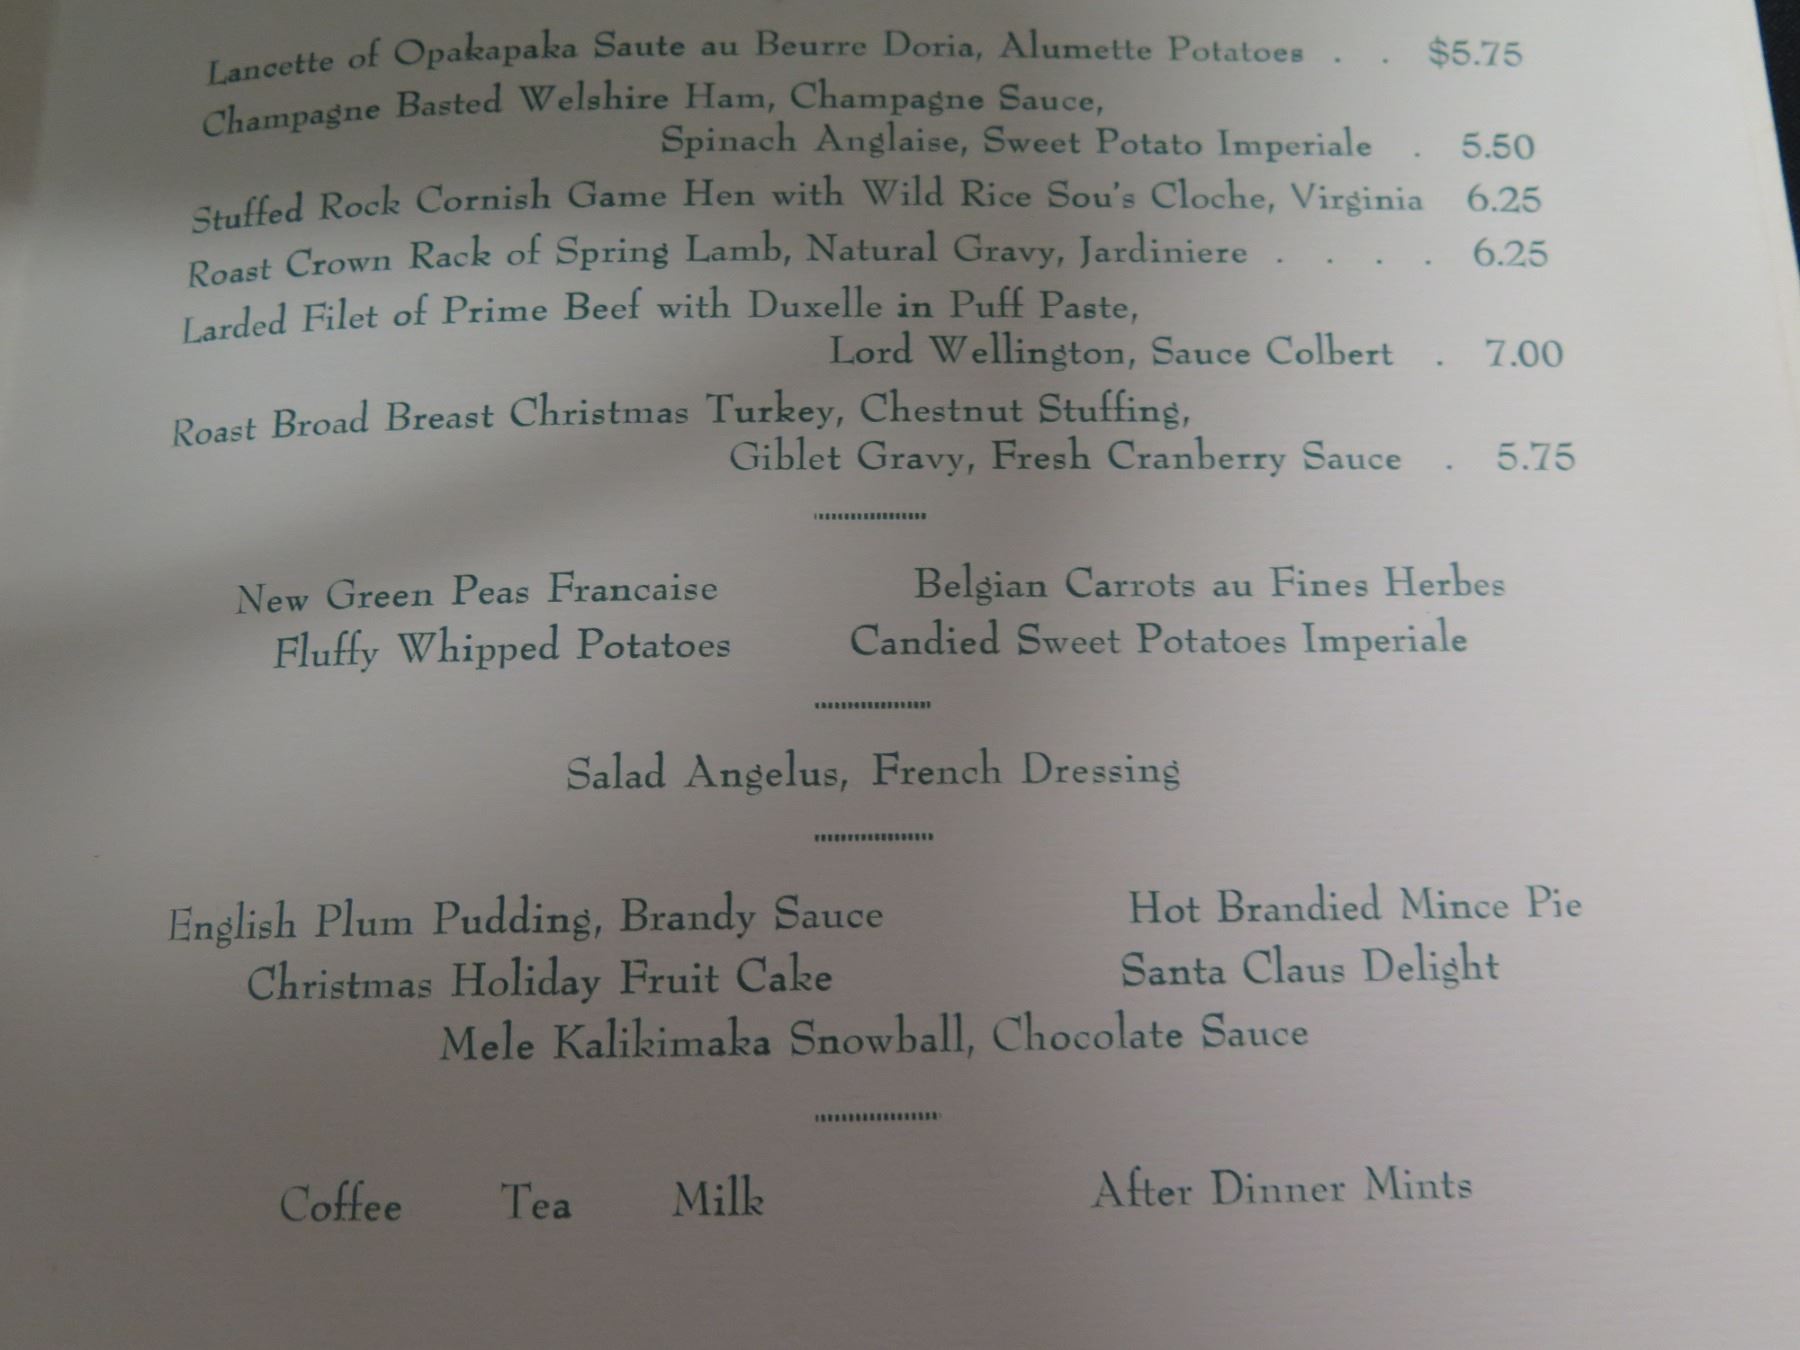 Lancette of Opakapaka Saute au Beurre Doria, Alumette Potatoes . . $5.75
Champagne Basted Welshire Ham, Champagne Sauce,
Spinach Anglaise, Sweet Potato Imperiale . 5.50
Stuffed Rock Cornish Game Hen with Wild Rice Sou's Cloche, Virginia 6.25
Roast Crown Rack of Spring Lamb, Natural Gravy, Jardiniere . . . . 6.25
Larded Filet of Prime Beef with Duxelle in Puff Paste,
Lord Wellington, Sauce Colbert . 7.00
Roast Broad Breast Christmas Turkey, Chestnut Stuffing,
Giblet Gravy, Fresh Cranberry Sauce . 5.75
New Green Peas Francaise Belgian Carrots au Fines Herbes
Fluffy Whipped Potatoes Candied Sweet Potatoes Imperiale
Salad Angelus, French Dressing
English Plum Pudding, Brandy Sauce Hot Brandied Mince Pie
Christmas Holiday Fruit Cake Santa Claus Delight
Mele Kalikimaka Snowball, Chocolate Sauce
Coffee Tea Milk After Dinner Mints